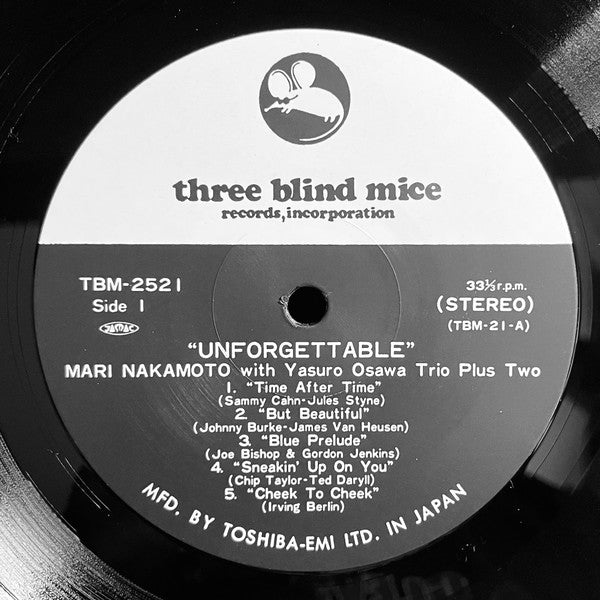 three blind mice
records, incorporation
TBM-2521
33⅓ r.p.m.
Side 1
(STEREO)
JASRAC
(TBM-21-A)
"UNFORGETTABLE"
MARI NAKAMOTO with Yasuro Osawa Trio Plus Two
1. "Time After Time"
(Sammy Cahn-Jules Styne)
2. "But Beautiful"
(Johnny Burke-James Van Heusen)
3. "Blue Prelude"
(Joe Bishop & Gordon Jenkins)
4. "Sneakin' Up On You"
(Chip Taylor-Ted Daryll)
5. "Cheek To Cheek"
(Irving Berlin)
MFD. BY TOSHIBA-EMI LTD. IN JAPAN